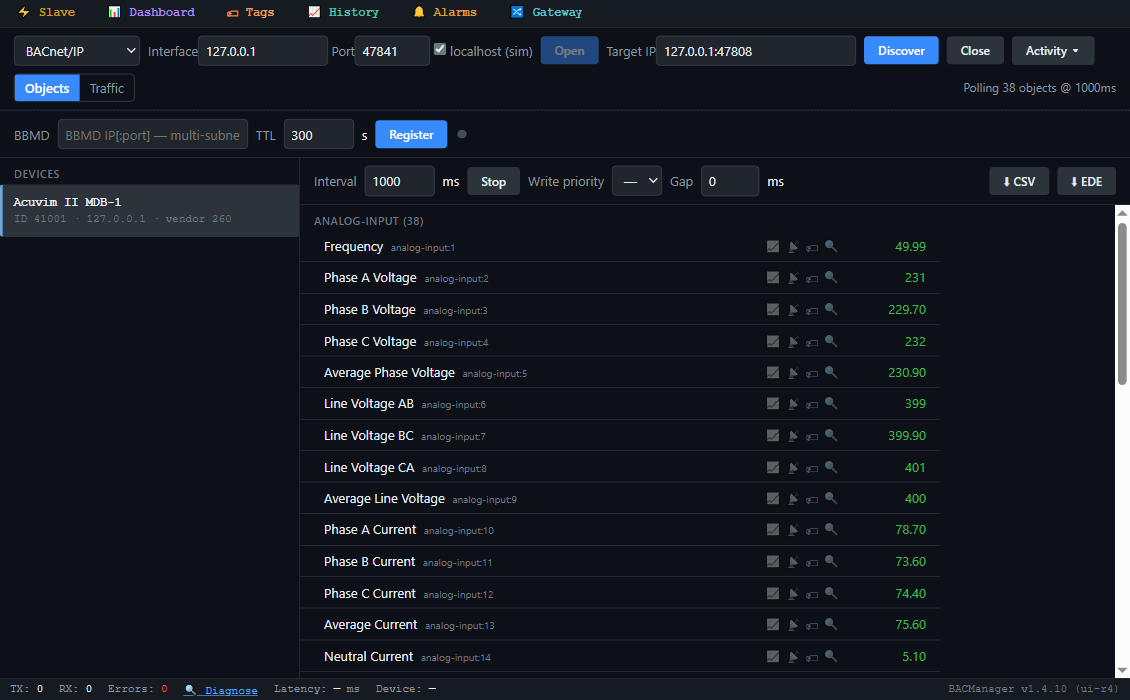 Slave Dashboard Tags History Alarms Gateway
BACnet/IP Interface 127.0.0.1 Port 47841 localhost (sim) Open Target IP 127.0.0.1:47808 Discover Close Activity
Objects Traffic Polling 38 objects @ 1000ms
BBMD BBMD IP[:port] — multi-subne TTL 300 s Register
DEVICES
Acuvim II MDB-1
ID 41001 · 127.0.0.1 · vendor 260
Interval 1000 ms Stop Write priority — Gap 0 ms CSV EDE
ANALOG-INPUT (38)
Frequency analog-input:1 49.99
Phase A Voltage analog-input:2 231
Phase B Voltage analog-input:3 229.70
Phase C Voltage analog-input:4 232
Average Phase Voltage analog-input:5 230.90
Line Voltage AB analog-input:6 399
Line Voltage BC analog-input:7 399.90
Line Voltage CA analog-input:8 401
Average Line Voltage analog-input:9 400
Phase A Current analog-input:10 78.70
Phase B Current analog-input:11 73.60
Phase C Current analog-input:12 74.40
Average Current analog-input:13 75.60
Neutral Current analog-input:14 5.10
TX: 0 RX: 0 Errors: 0 Diagnose Latency: — ms Device: — BACManager v1.4.10 (ui-r4)